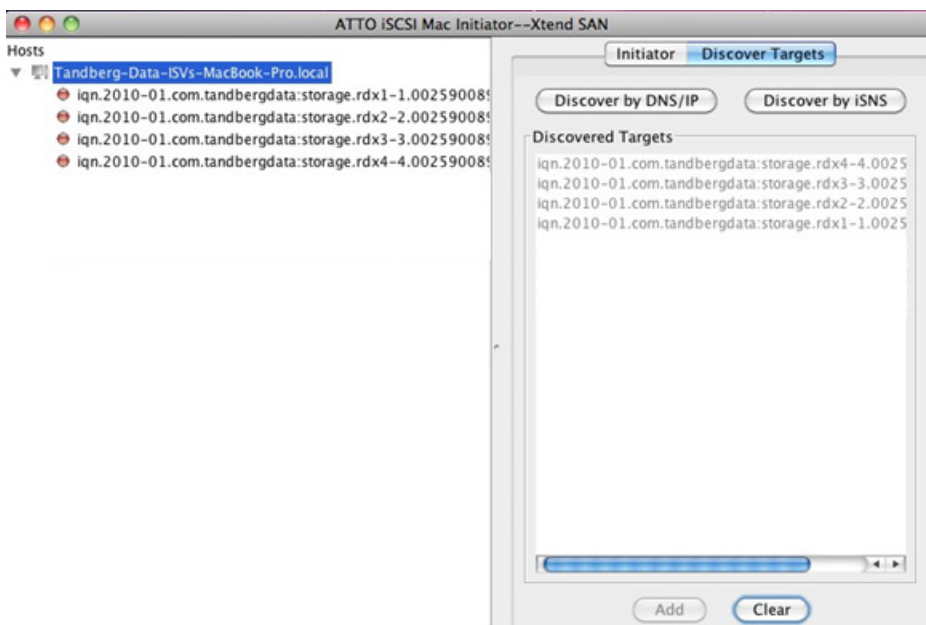 ATTO iSCSI Mac Initiator--Xtend SAN
Hosts
Tandberg-Data-ISVs-MacBook-Pro.local
iqn.2010-01.com.tandbergdata:storage.rdx1-1.002590089
iqn.2010-01.com.tandbergdata:storage.rdx2-2.002590089
iqn.2010-01.com.tandbergdata:storage.rdx3-3.002590089
iqn.2010-01.com.tandbergdata:storage.rdx4-4.002590089
Initiator Discover Targets
Discover by DNS/IP Discover by iSNS
Discovered Targets
iqn.2010-01.com.tandbergdata:storage.rdx4-4.0025
iqn.2010-01.com.tandbergdata:storage.rdx3-3.0025
iqn.2010-01.com.tandbergdata:storage.rdx2-2.0025
iqn.2010-01.com.tandbergdata:storage.rdx1-1.0025
Add Clear